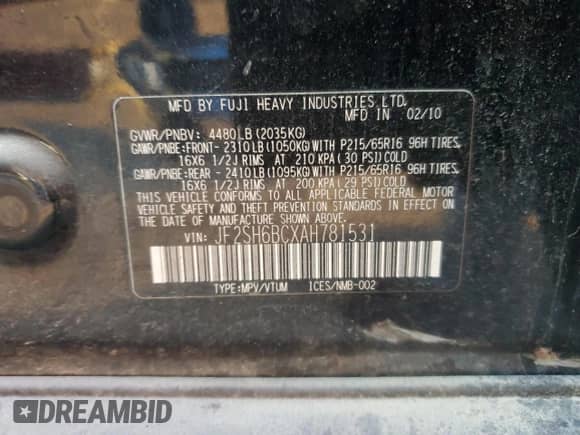 MFD BY FUJI HEAVY INDUSTRIES LTD.
MFD IN 02/10
GVWR/PNBV: 4480LB(2035KG)
GAWR/PNBE:FRONT- 2310LB(1050KG)WITH P215/65R16 96H TIRES,
16X6 1/2J RIMS AT 210 KPA(30 PSI)COLD
GAWR/PNBE:REAR - 2410LB(1095KG)WITH P215/65R16 96H TIRES,
16X6 1/2J RIMS AT 200 KPA(29 PSI)COLD
THIS VEHICLE CONFORMS TO ALL APPLICABLE FEDERAL MOTOR
VEHICLE SAFETY AND THEFT PREVENTION STANDARDS IN EFFECT ON
THE DATE OF MANUFACTURE SHOWN ABOVE.
VIN: JF2SH6BCXAH781531
TYPE:MPV/VTUM ICES/NMB-002
DREAMBID